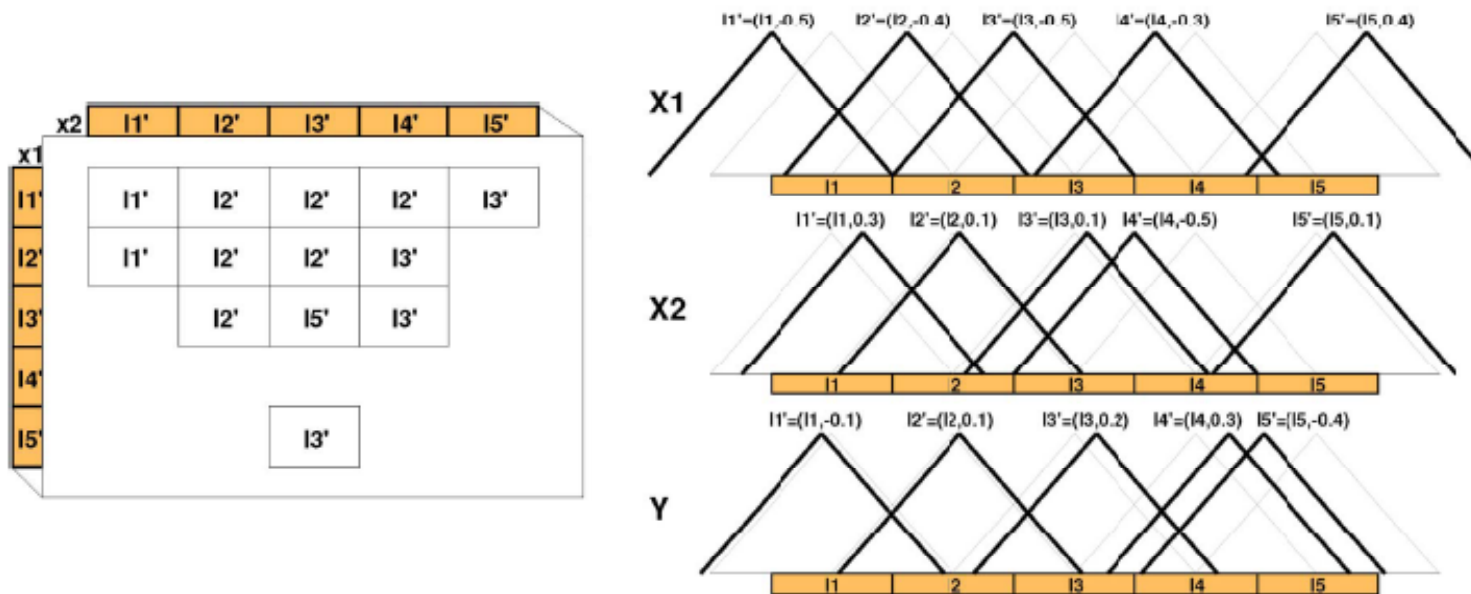 x2 l1' l2' l3' l4' l5'
x1
l1' l1' l2' l2' l2' l3'
l2' l1' l2' l2' l3'
l3' l2' l5' l3'
l4'
l5' l3'
l1'=(l1,-0.5) l2'=(l2,-0.4) l3'=(l3,-0.5) l4'=(l4,-0.3) l5'=(l5,0.4)
X1
l1 2 l3 l4 l5
l1'=(l1,0.3) l2'=(l2,0.1) l3'=(l3,0.1) l4'=(l4,-0.5) l5'=(l5,0.1)
X2
l1 2 l3 l4 l5
l1'=(l1,-0.1) l2'=(l2,0.1) l3'=(l3,0.2) l4'=(l4,0.3) l5'=(l5,-0.4)
Y
l1 2 l3 l4 l5